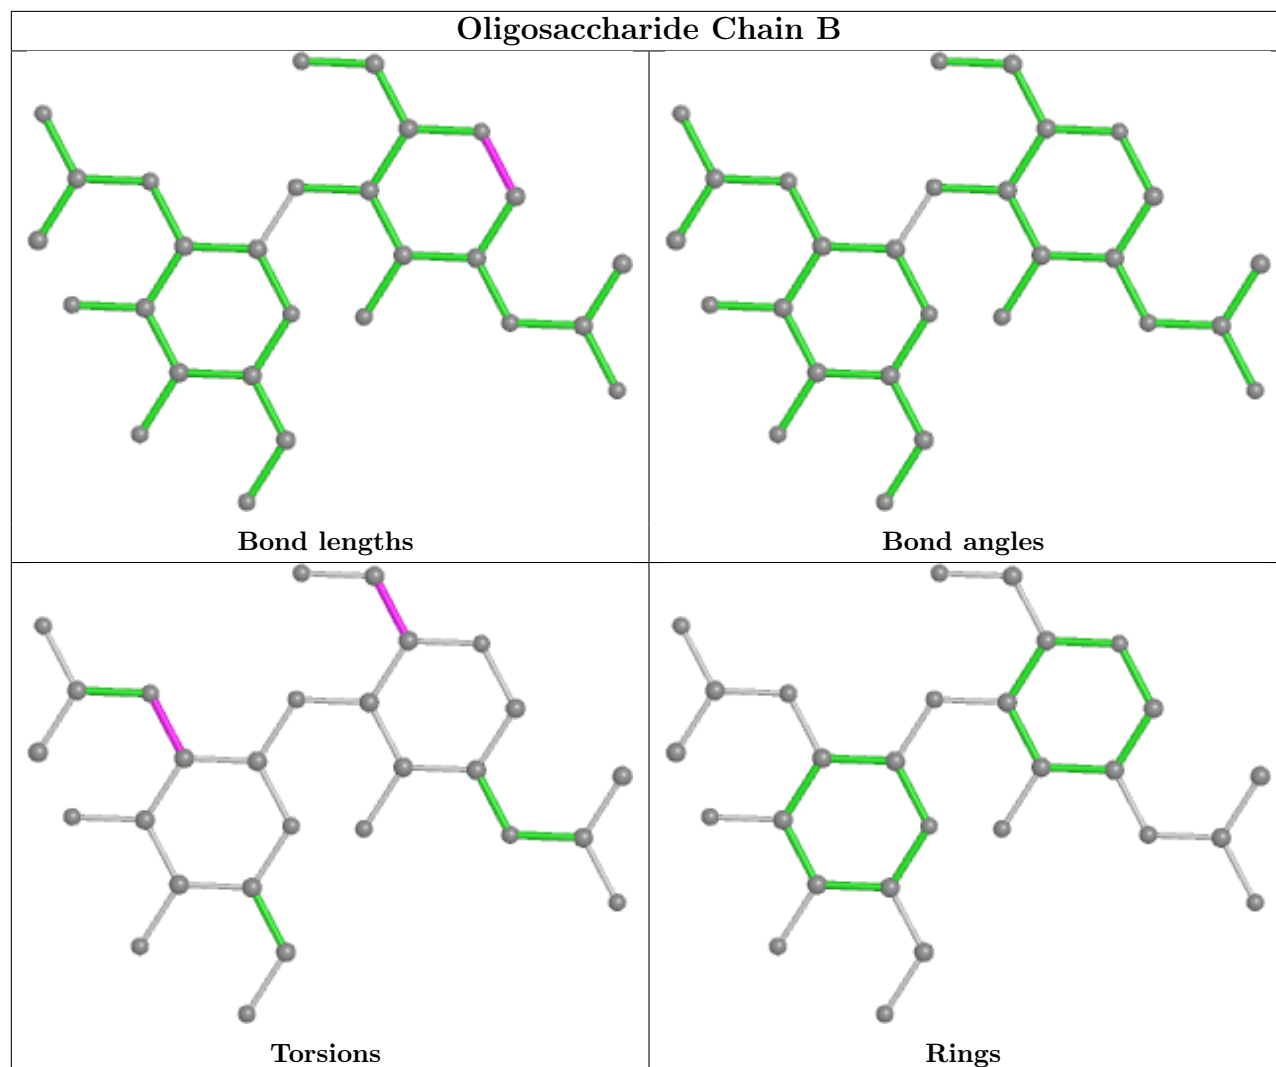 Oligosaccharide Chain B
Bond lengths
Bond angles
Torsions
Rings